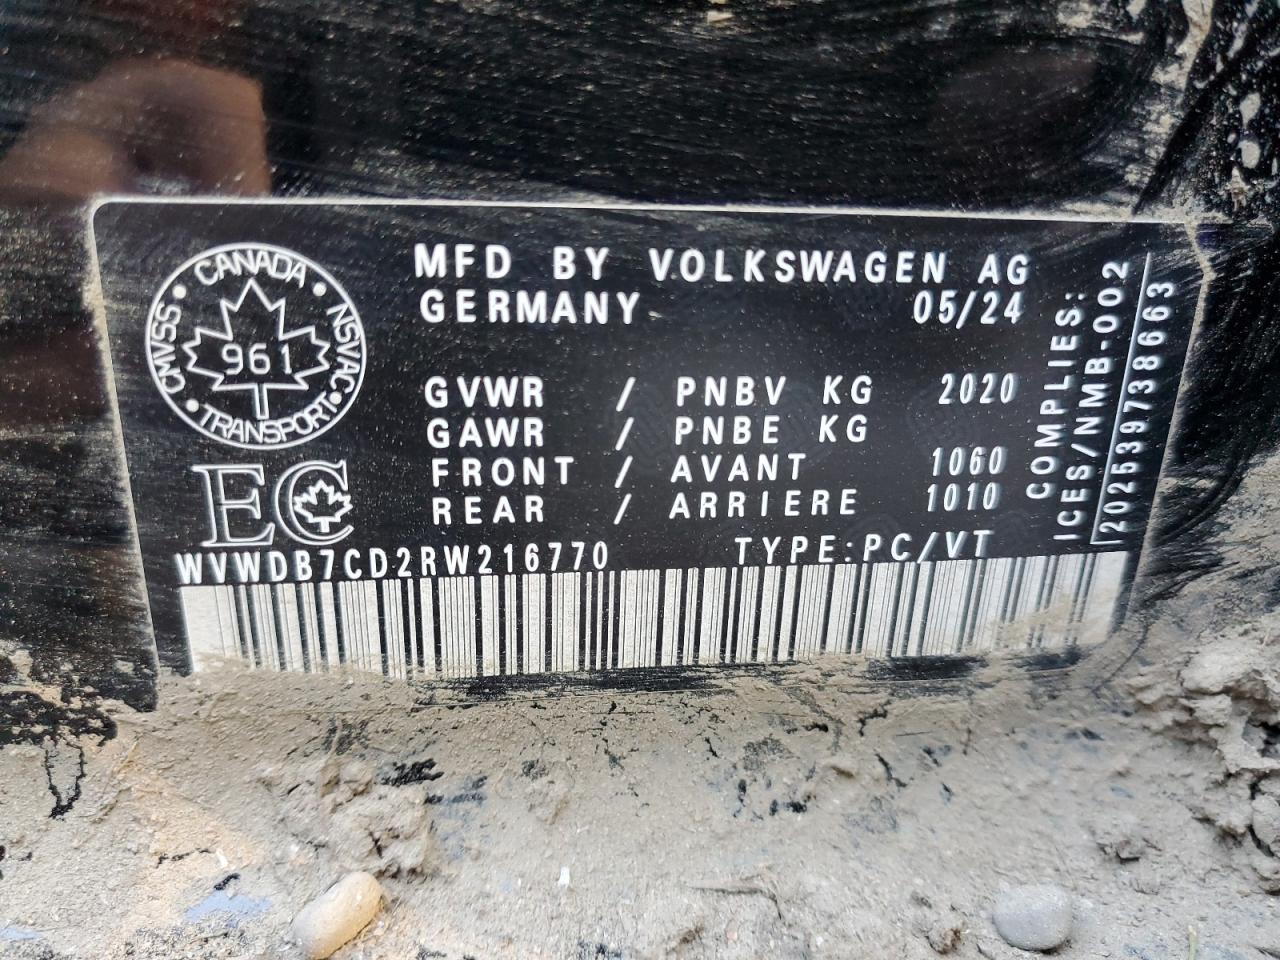 CANADA
CMVSS NSVAC
961
TRANSPORT
EC
MFD BY VOLKSWAGEN AG
GERMANY 05/24
GVWR / PNBV KG 2020
GAWR / PNBE KG
FRONT / AVANT 1060
REAR / ARRIERE 1010
WVWDB7CD2RW216770 TYPE:PC/VT
COMPLIES:
ICES/NMB-002
202539738663